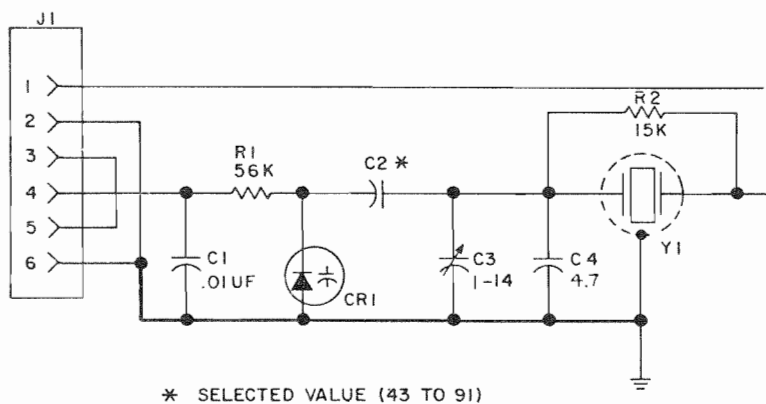 J1
1
2
3
4
5
6
R1
56K
C1
.01UF
CR1
C2 *
C3
1-14
C4
4.7
R2
15K
Y1
* SELECTED VALUE (43 TO 91)